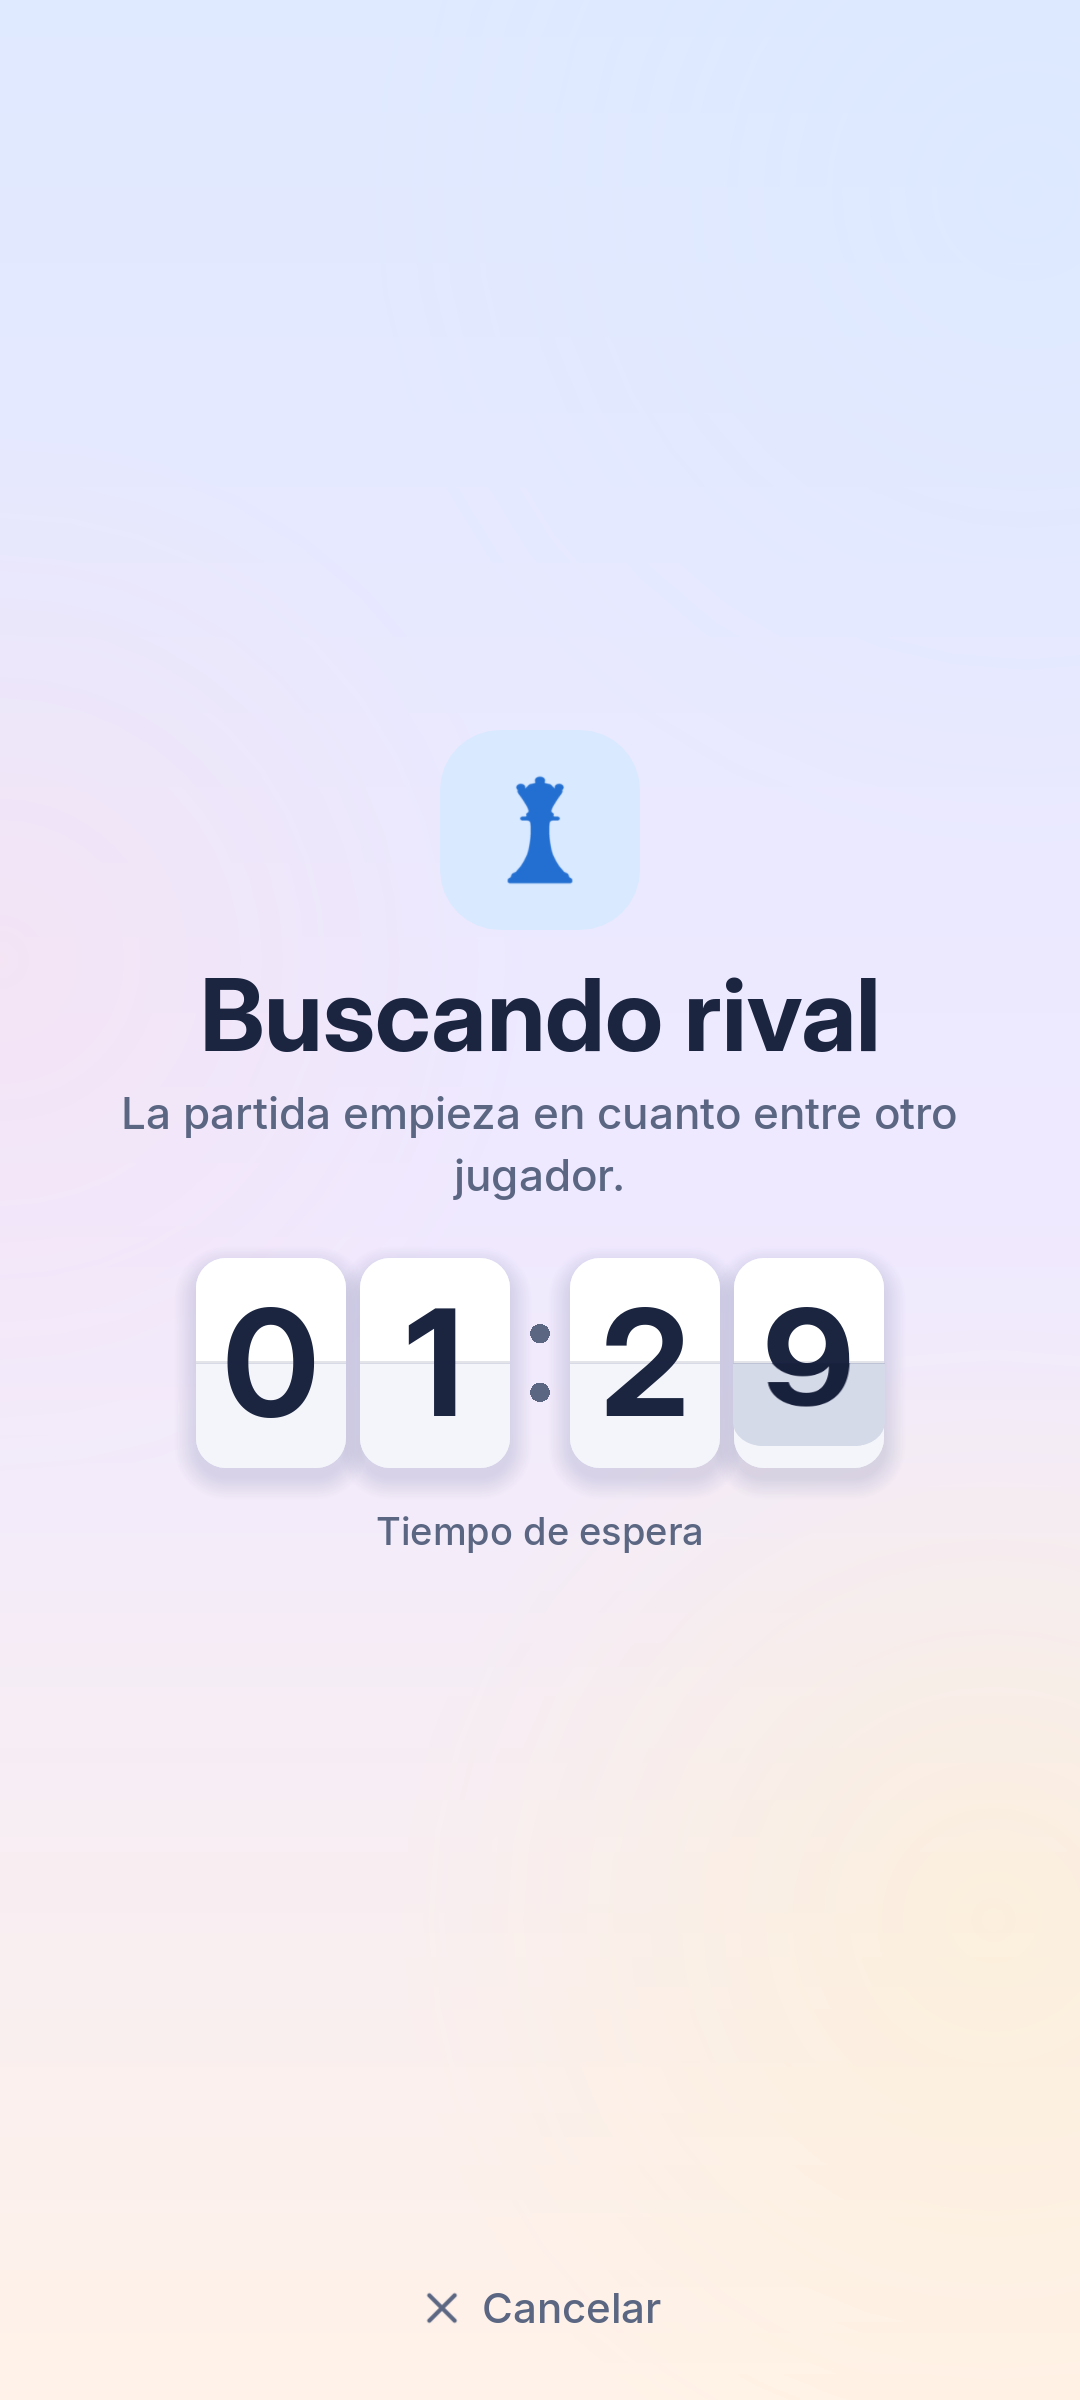 Buscando rival
La partida empieza en cuanto entre otro
jugador.
01:29
Tiempo de espera
Cancelar